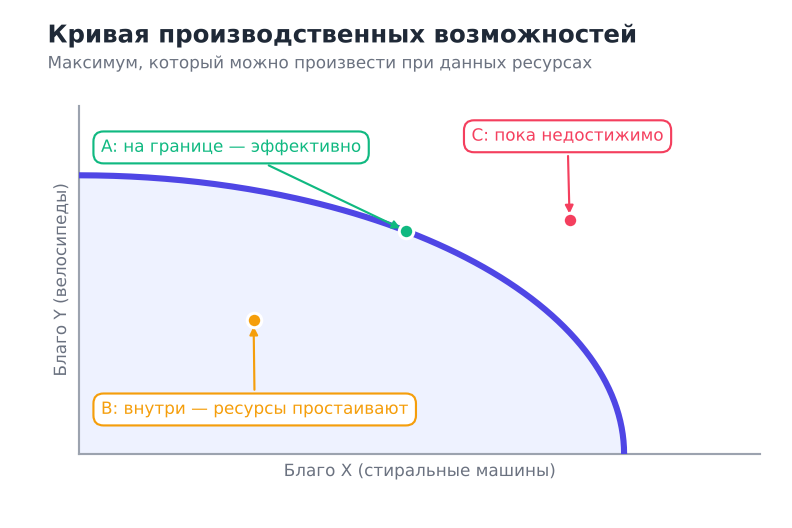 Кривая производственных возможностей
Максимум, который можно произвести при данных ресурсах
C: пока недостижимо
A: на границе — эффективно
Благо Y (велосипеды)
B: внутри — ресурсы простаивают
Благо X (стиральные машины)